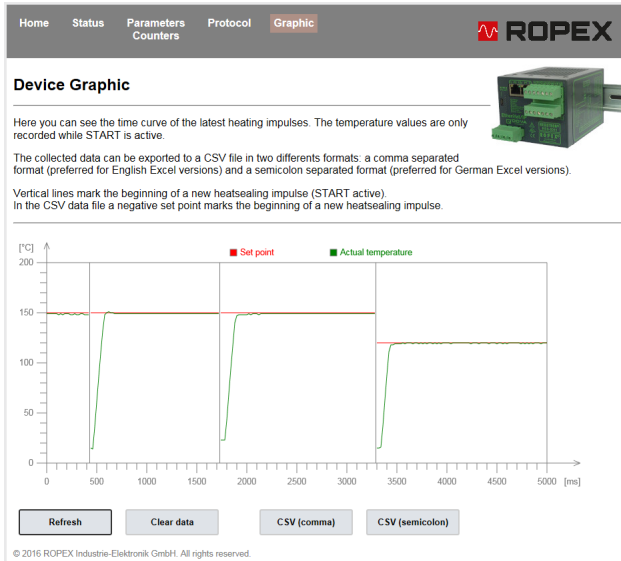 Home Status Parameters Counters Protocol Graphic
ROPEX
Device Graphic
Here you can see the time curve of the latest heating impulses. The temperature values are only
recorded while START is active.
The collected data can be exported to a CSV file in two differents formats: a comma separated
format (preferred for English Excel versions) and a semicolon separated format (preferred for German Excel versions).
Vertical lines mark the beginning of a new heatsealing impulse (START active).
In the CSV data file a negative set point marks the beginning of a new heatsealing impulse.
[°C]
Set point Actual temperature
200
150
100
50
0
0 500 1000 1500 2000 2500 3000 3500 4000 4500 5000 [ms]
Refresh Clear data CSV (comma) CSV (semicolon)
© 2016 ROPEX Industrie-Elektronik GmbH. All rights reserved.